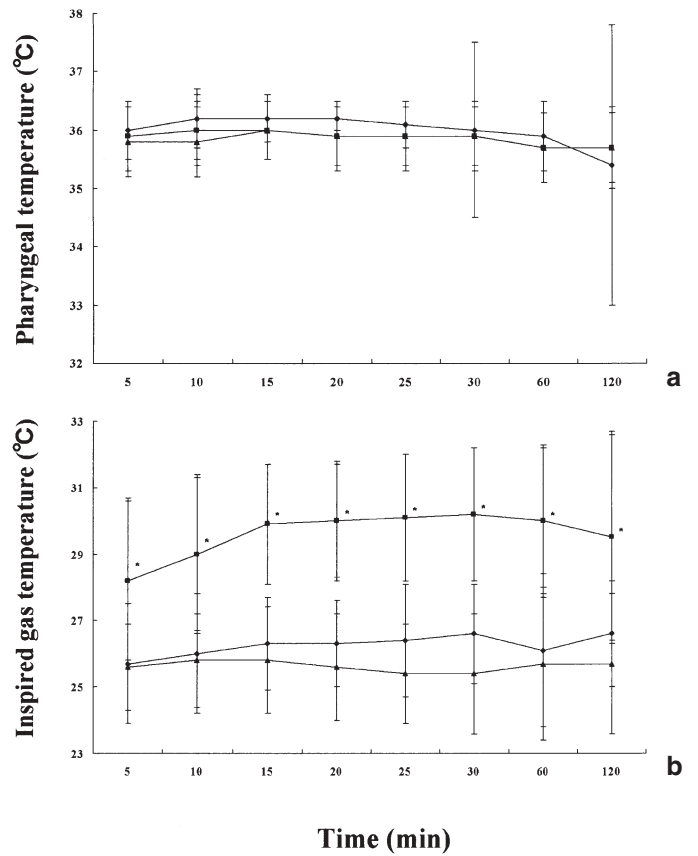 Pharyngeal temperature (℃)
38
37
36
35
34
33
32
5 10 15 20 25 30 60 120
a
Inspired gas temperature (℃)
33
31
29
27
25
23
* * * * * * * *
5 10 15 20 25 30 60 120
b
Time (min)